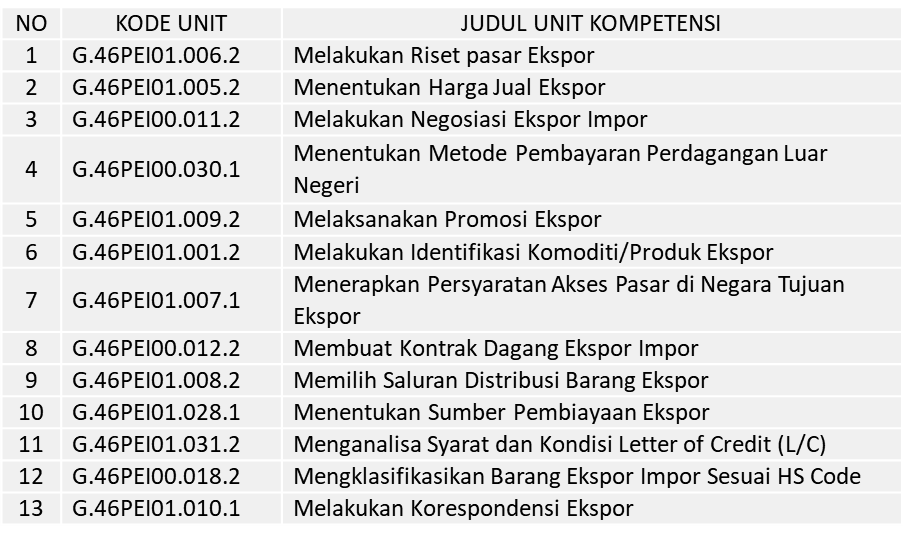 NO KODE UNIT JUDUL UNIT KOMPETENSI
1 G.46PEI01.006.2 Melakukan Riset pasar Ekspor
2 G.46PEI01.005.2 Menentukan Harga Jual Ekspor
3 G.46PEI00.011.2 Melakukan Negosiasi Ekspor Impor
4 G.46PEI00.030.1 Menentukan Metode Pembayaran Perdagangan Luar
Negeri
5 G.46PEI01.009.2 Melaksanakan Promosi Ekspor
6 G.46PEI01.001.2 Melakukan Identifikasi Komoditi/Produk Ekspor
7 G.46PEI01.007.1 Menerapkan Persyaratan Akses Pasar di Negara Tujuan
Ekspor
8 G.46PEI00.012.2 Membuat Kontrak Dagang Ekspor Impor
9 G.46PEI01.008.2 Memilih Saluran Distribusi Barang Ekspor
10 G.46PEI01.028.1 Menentukan Sumber Pembiayaan Ekspor
11 G.46PEI01.031.2 Menganalisa Syarat dan Kondisi Letter of Credit (L/C)
12 G.46PEI00.018.2 Mengklasifikasikan Barang Ekspor Impor Sesuai HS Code
13 G.46PEI01.010.1 Melakukan Korespondensi Ekspor